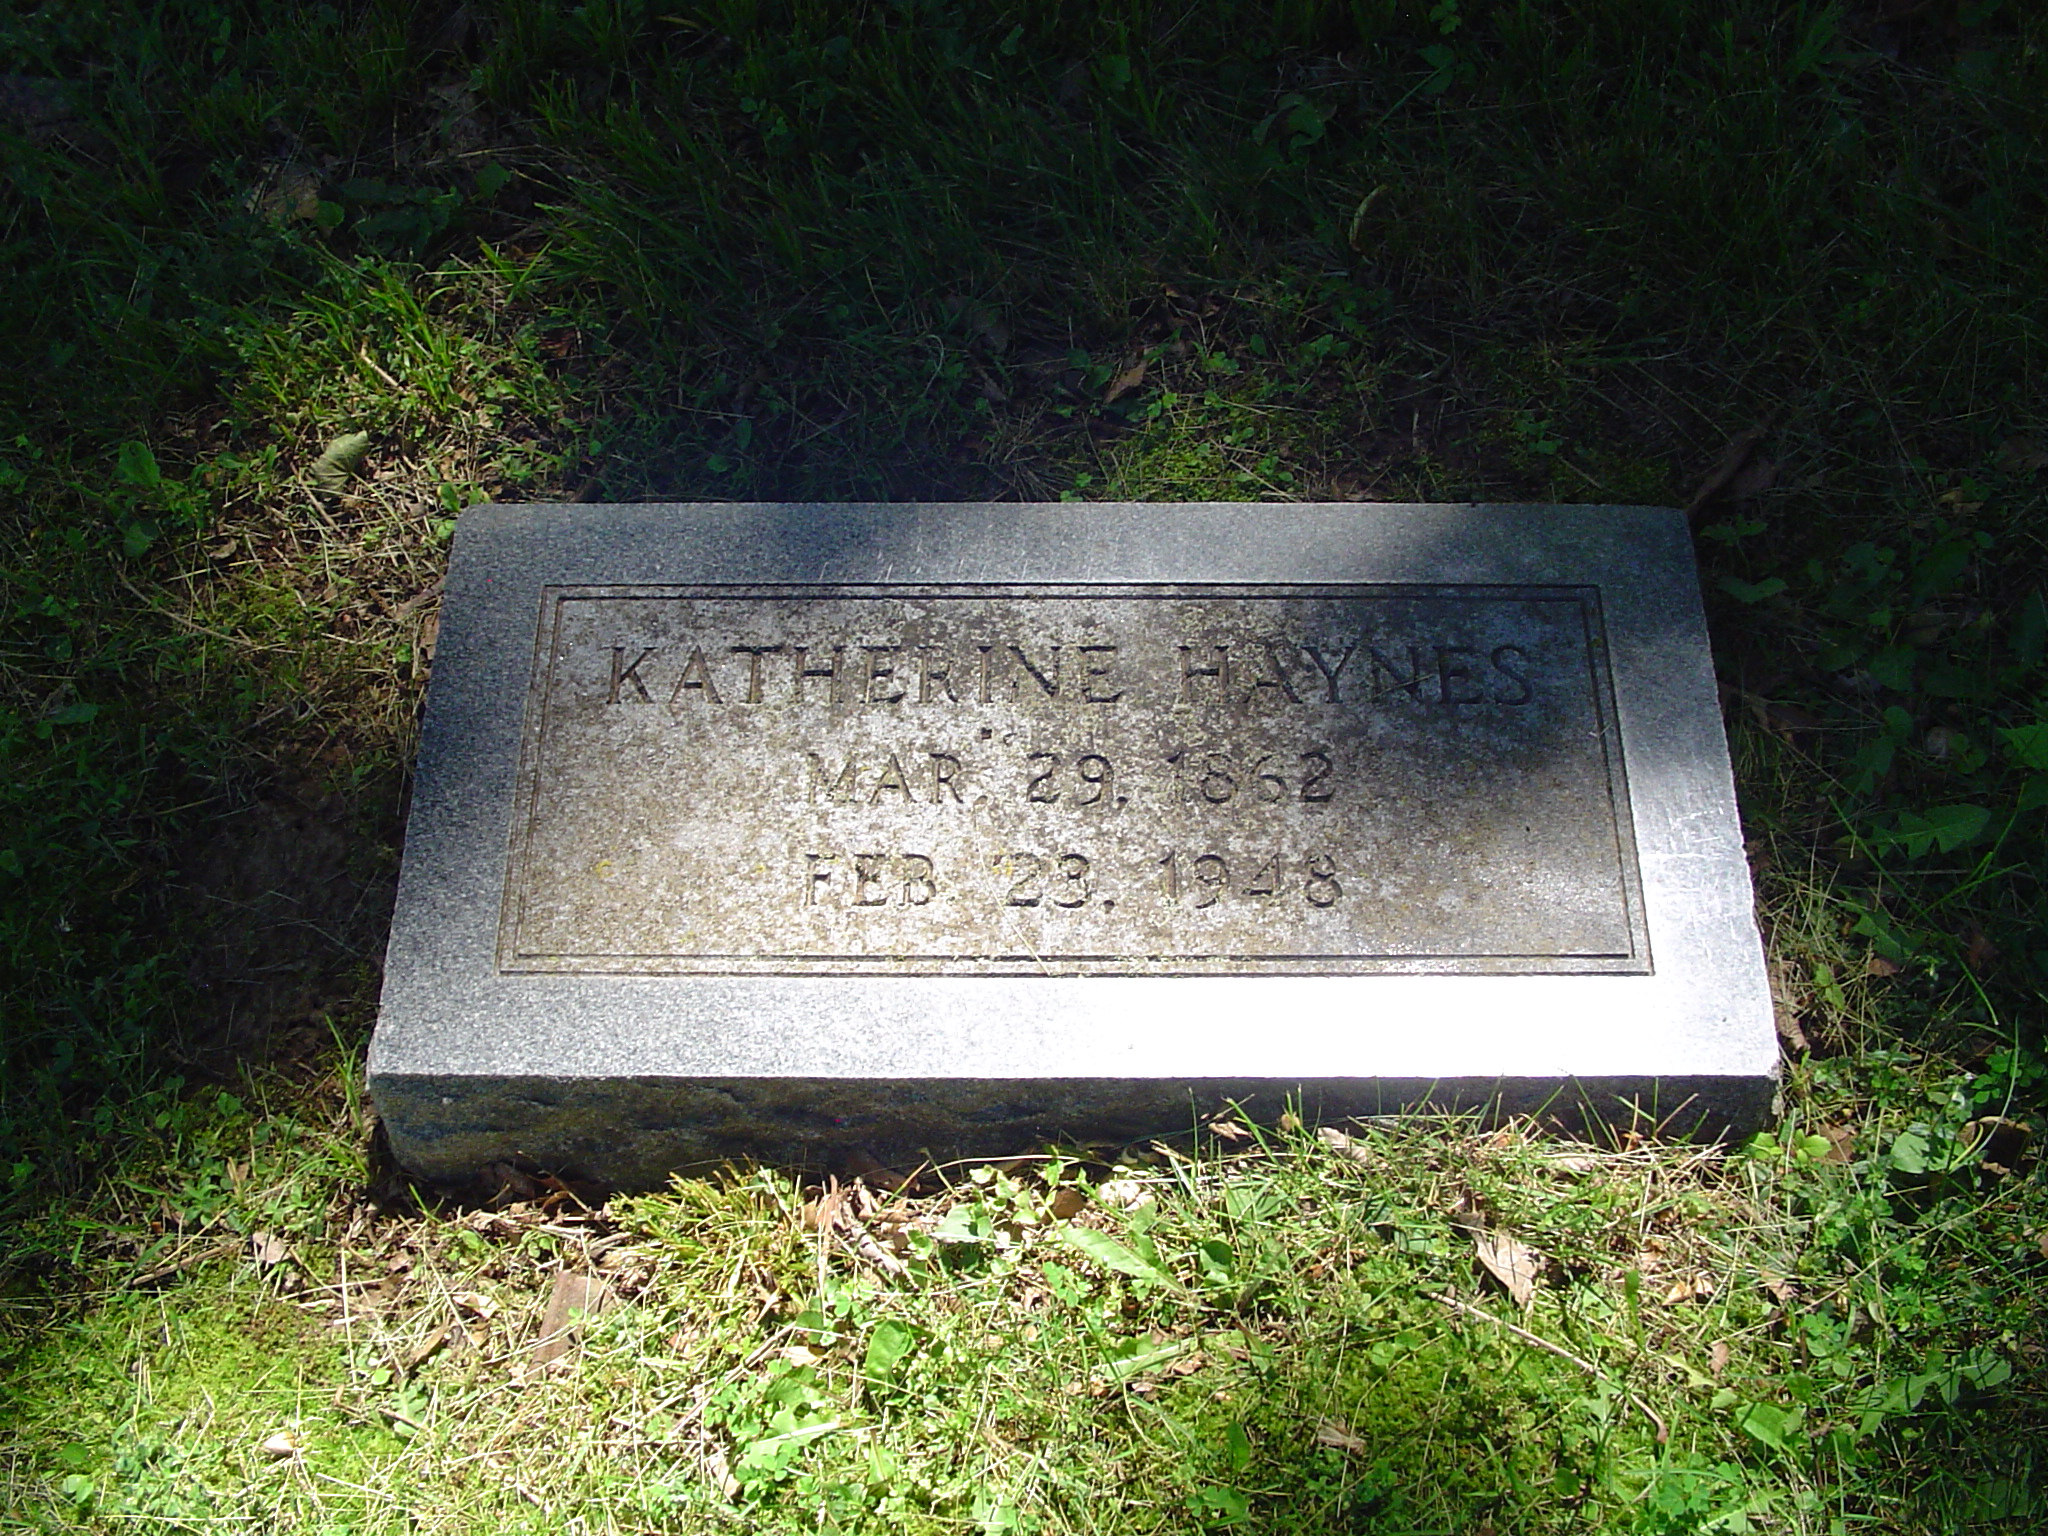 KATHERINE HAYNES
MAR. 29, 1862
FEB. 23, 1948